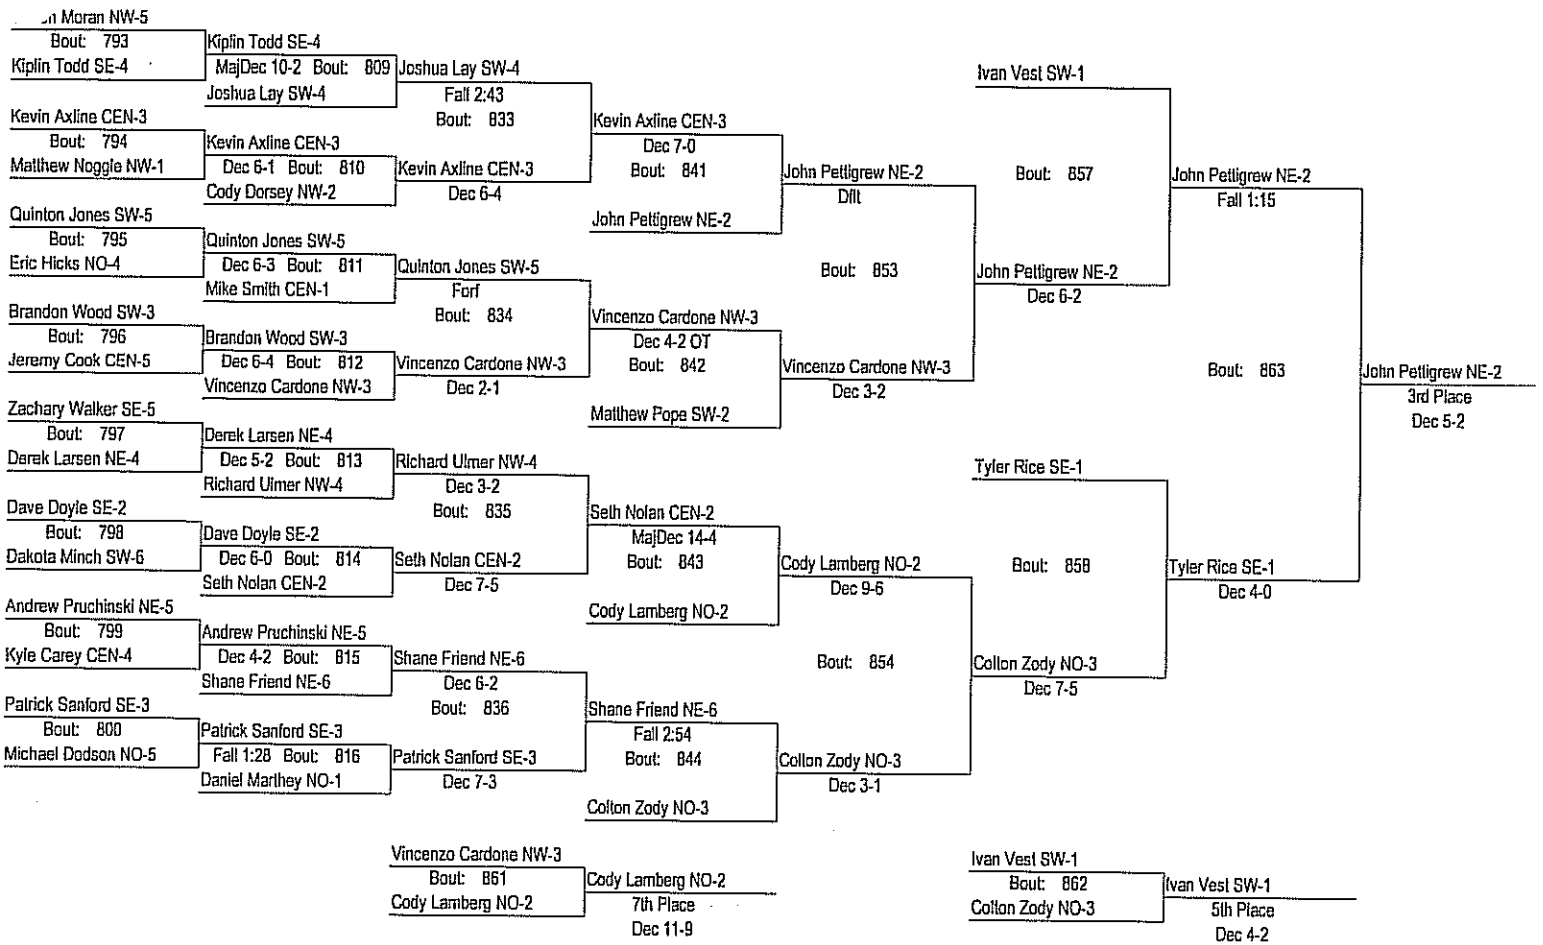 Moran NW-5
Bout: 793
Kiplin Todd SE-4
Kiplin Todd SE-4
MajDec 10-2 Bout: 809
Joshua Lay SW-4
Joshua Lay SW-4
Fall 2:43
Bout: 833
Kevin Axline CEN-3
Bout: 794
Matthew Noggle NW-1
Kevin Axline CEN-3
Dec 6-1 Bout: 810
Cody Dorsey NW-2
Kevin Axline CEN-3
Dec 6-4
Kevin Axline CEN-3
Dec 7-0
Bout: 841
John Pettigrew NE-2
John Pettigrew NE-2
Dflt
Quinton Jones SW-5
Bout: 795
Eric Hicks NO-4
Quinton Jones SW-5
Dec 6-3 Bout: 811
Mike Smith CEN-1
Quinton Jones SW-5
Forf
Bout: 834
Brandon Wood SW-3
Bout: 796
Jeremy Cook CEN-5
Brandon Wood SW-3
Dec 6-4 Bout: 812
Vincenzo Cardone NW-3
Vincenzo Cardone NW-3
Dec 2-1
Vincenzo Cardone NW-3
Dec 4-2 OT
Bout: 842
Matthew Pope SW-2
Vincenzo Cardone NW-3
Dec 3-2
Bout: 853
John Pettigrew NE-2
Dec 6-2
Ivan Vest SW-1
Bout: 857
John Pettigrew NE-2
Fall 1:15
Zachary Walker SE-5
Bout: 797
Derek Larsen NE-4
Derek Larsen NE-4
Dec 5-2 Bout: 813
Richard Ulmer NW-4
Richard Ulmer NW-4
Dec 3-2
Bout: 835
Dave Doyle SE-2
Bout: 798
Dakota Minch SW-6
Dave Doyle SE-2
Dec 6-0 Bout: 814
Seth Nolan CEN-2
Seth Nolan CEN-2
Dec 7-5
Seth Nolan CEN-2
MajDec 14-4
Bout: 843
Cody Lamberg NO-2
Cody Lamberg NO-2
Dec 9-6
Andrew Pruchinski NE-5
Bout: 799
Kyle Carey CEN-4
Andrew Pruchinski NE-5
Dec 4-2 Bout: 815
Shane Friend NE-6
Shane Friend NE-6
Dec 6-2
Bout: 836
Patrick Sanford SE-3
Bout: 800
Michael Dodson NO-5
Patrick Sanford SE-3
Fall 1:28 Bout: 816
Daniel Marthey NO-1
Patrick Sanford SE-3
Dec 7-3
Shane Friend NE-6
Fall 2:54
Bout: 844
Colton Zody NO-3
Colton Zody NO-3
Dec 3-1
Bout: 854
Colton Zody NO-3
Dec 7-5
Tyler Rice SE-1
Bout: 858
Tyler Rice SE-1
Dec 4-0
Bout: 863
John Pettigrew NE-2
3rd Place
Dec 5-2
Vincenzo Cardone NW-3
Bout: 861
Cody Lamberg NO-2
Cody Lamberg NO-2
7th Place
Dec 11-9
Ivan Vest SW-1
Bout: 862
Colton Zody NO-3
Ivan Vest SW-1
5th Place
Dec 4-2